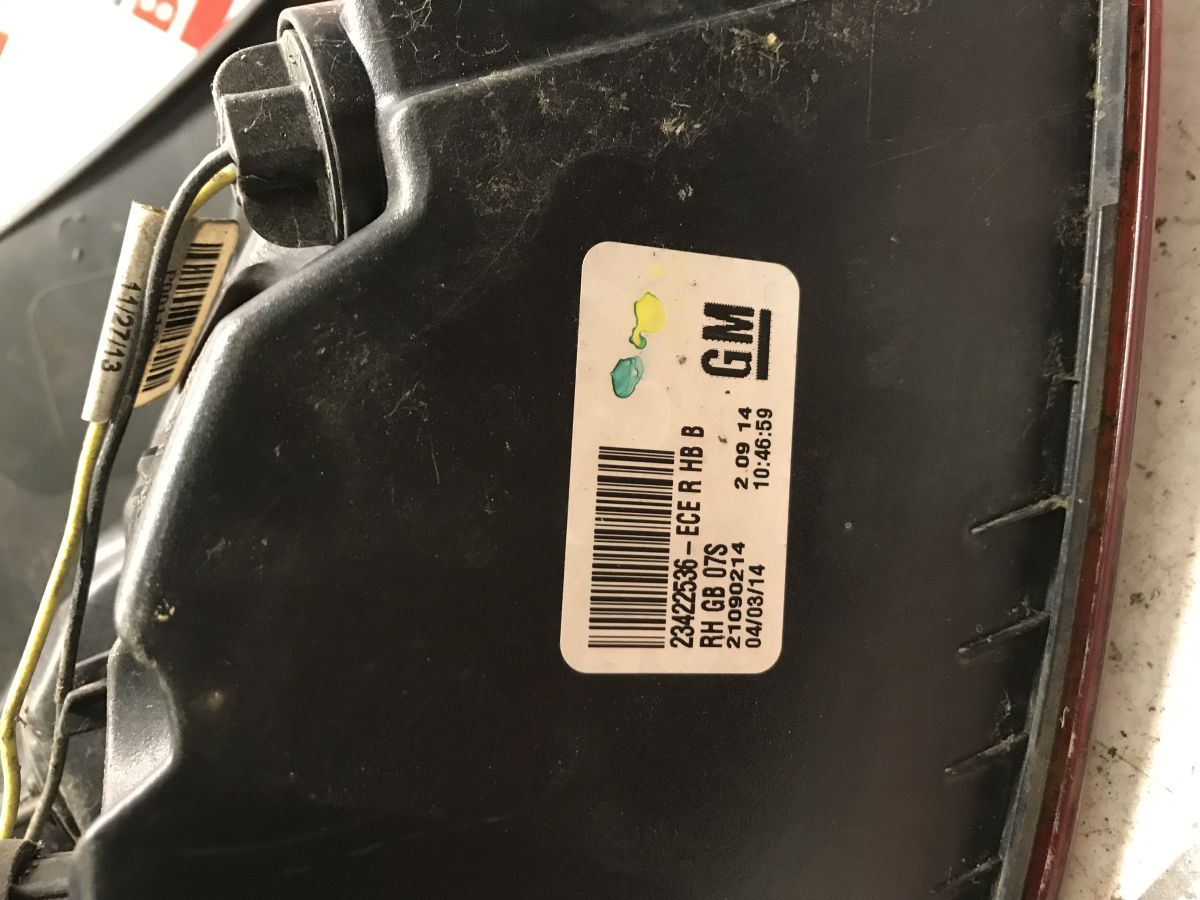 GM
23422536-ECE R HB B
RH GB 07S
21090214 2.09 14
04/03/14 10:46:59
11/27/13
B